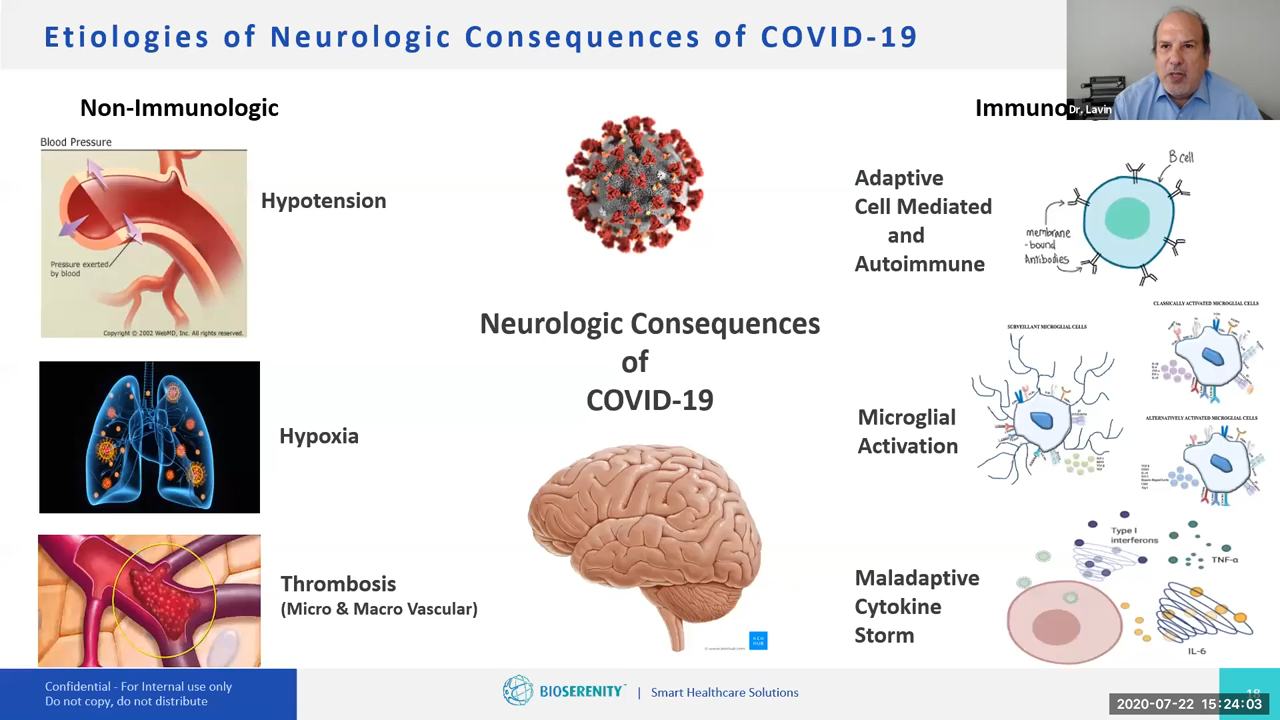 Etiologies of Neurologic Consequences of COVID-19
Dr. Lavin
Non-Immunologic
Blood Pressure
Pressure exerted
by blood
Copyright © 2002 WebMD, Inc. All rights reserved.
Hypotension
Hypoxia
Thrombosis
(Micro & Macro Vascular)
Neurologic Consequences
of
COVID-19
Immuno
Adaptive
Cell Mediated
and
Autoimmune
B cell
membrane
-bound
Antibodies
Microglial
Activation
SURVEILLANT MICROGLIAL CELLS
CLASSICALLY ACTIVATED MICROGLIAL CELLS
ALTERNATIVELY ACTIVATED MICROGLIAL CELLS
Maladaptive
Cytokine
Storm
Type I
interferons
TNF-α
IL-6
Confidential - For Internal use only
Do not copy, do not distribute
BIOSERENITY | Smart Healthcare Solutions
18
2020-07-22 15:24:03